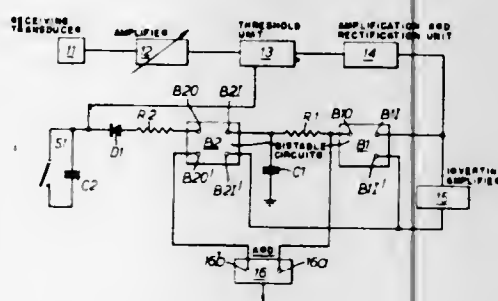 RECEIVING
TRANSDUCER
11
AMPLIFIER
12
THRESHOLD
UNIT
13
AMPLIFICATION AND
RECTIFICATION UNIT
14
S1
C2
D1
R2
B20
B21
B2
B20'
B21'
BISTABLE
CIRCUITS
C1
R1
B10
B11
B1
B11'
INVERTING
AMPLIFIER
15
AND
16b
16
16a